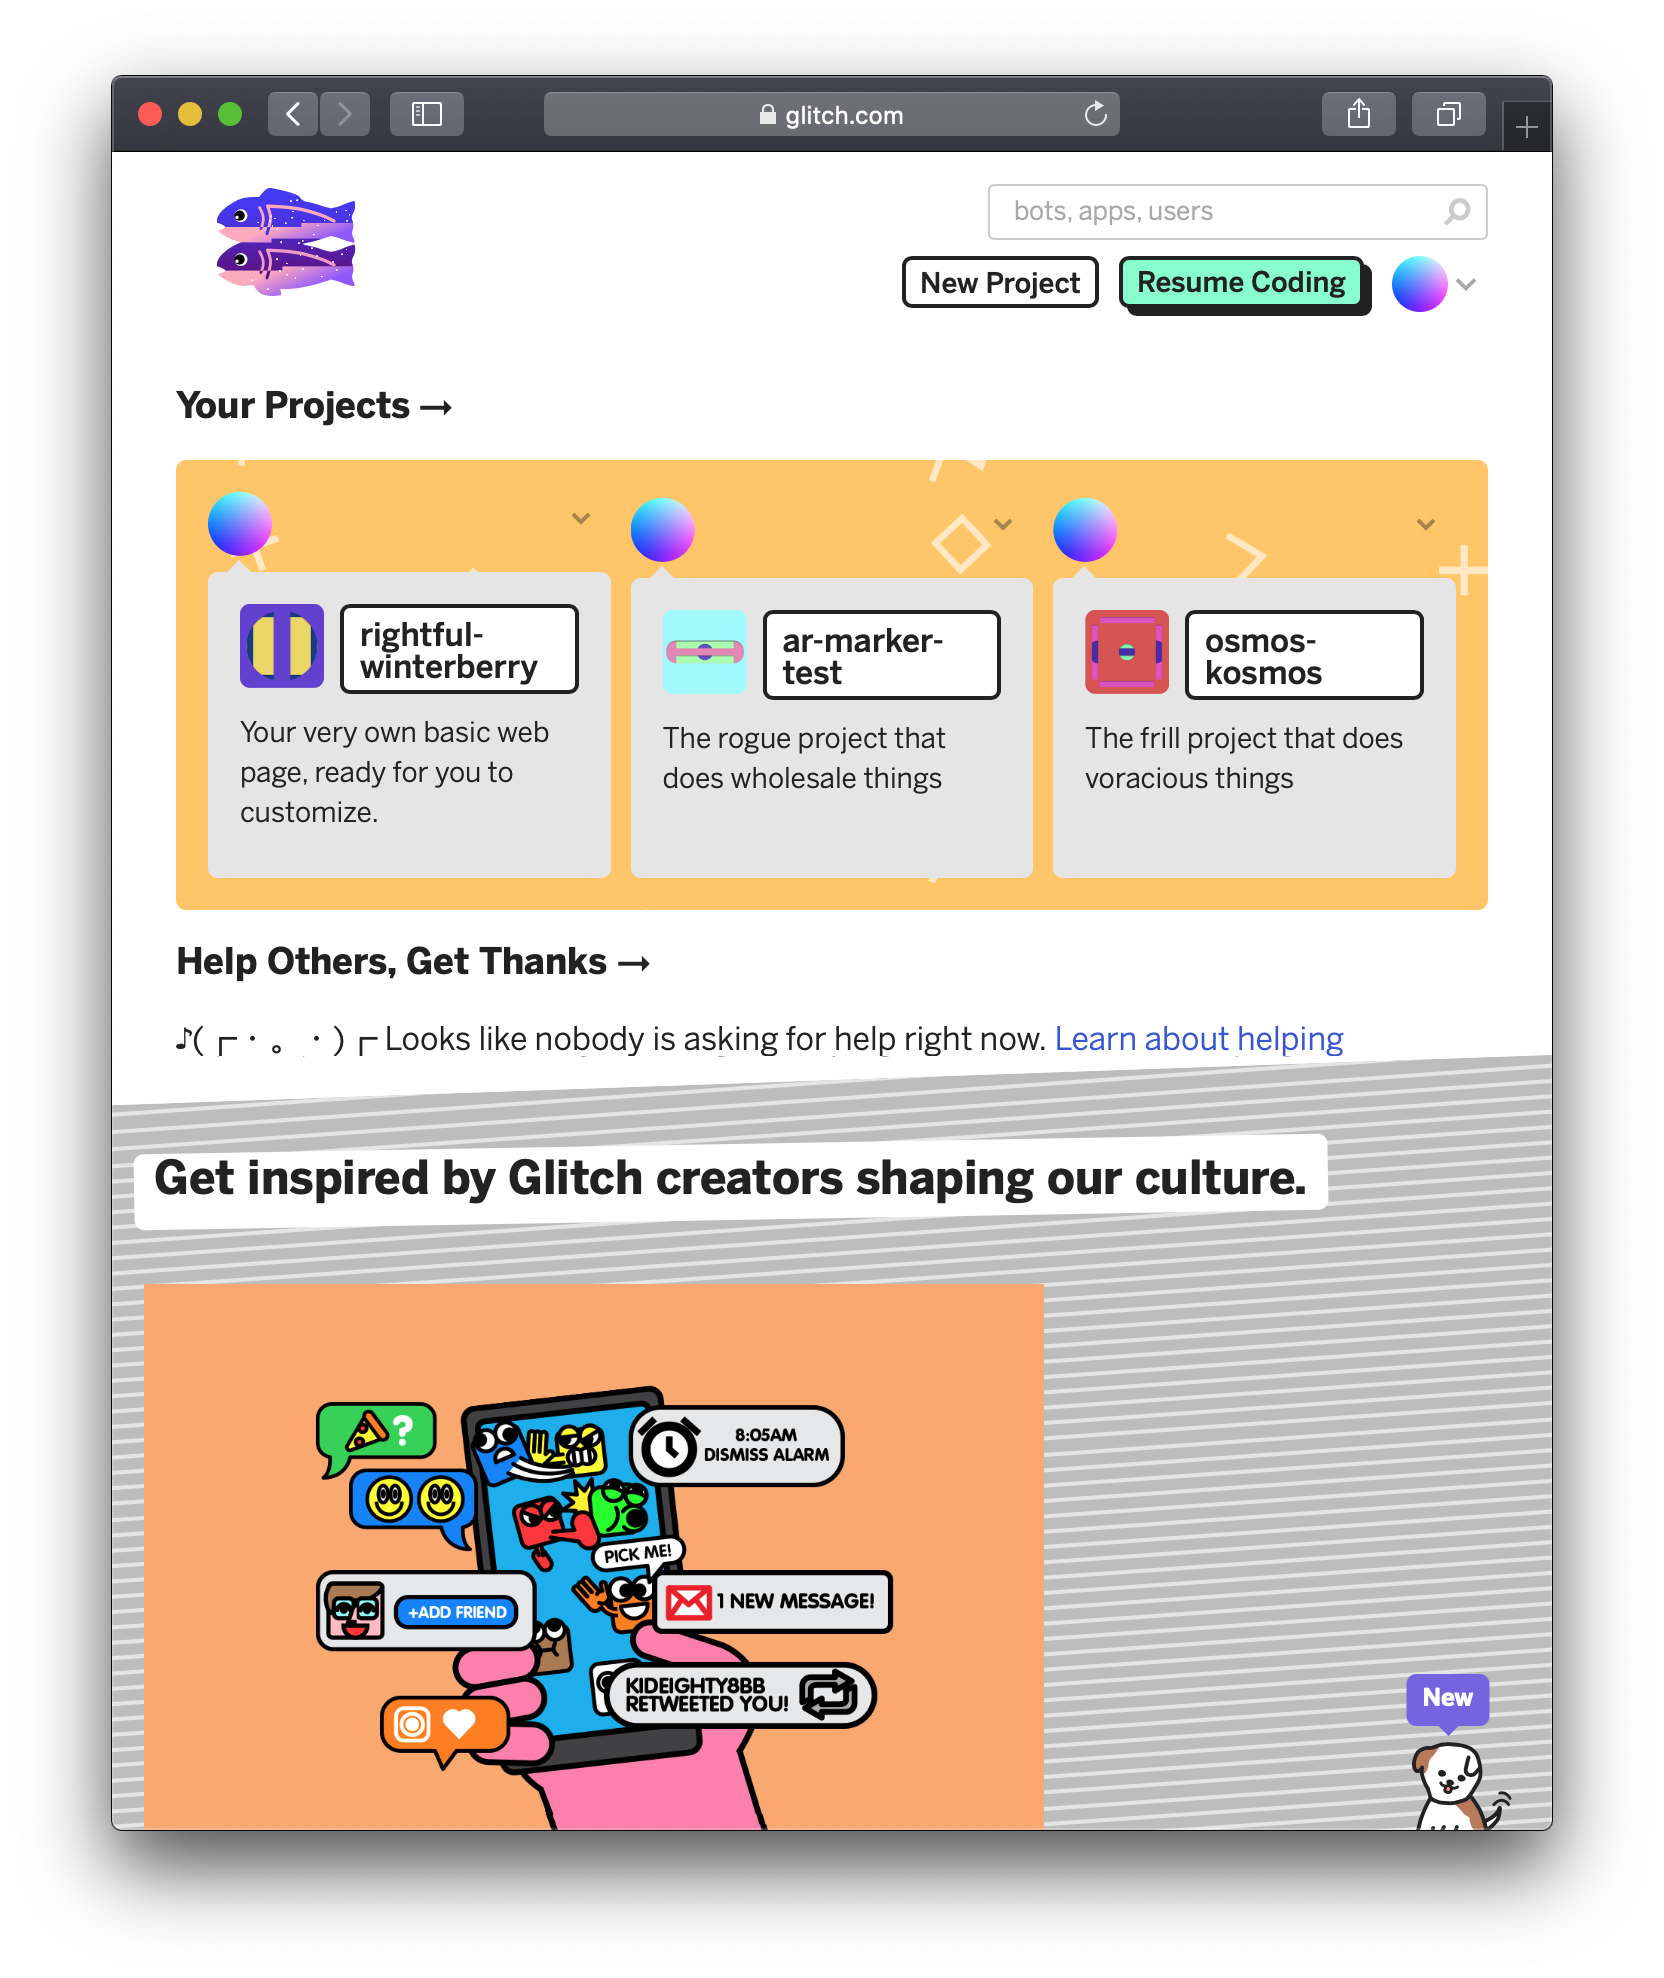 glitch.com
bots, apps, users
New Project
Resume Coding
Your Projects →
rightful-
winterberry
Your very own basic web
page, ready for you to
customize.
ar-marker-
test
The rogue project that
does wholesale things
osmos-
kosmos
The frill project that does
voracious things
Help Others, Get Thanks →
♪(┌・。・)┌ Looks like nobody is asking for help right now. Learn about helping
Get inspired by Glitch creators shaping our culture.
?
8:05AM
DISMISS ALARM
PICK ME!
+ADD FRIEND
1 NEW MESSAGE!
KIDEIGHTY8BB
RETWEETED YOU!
New